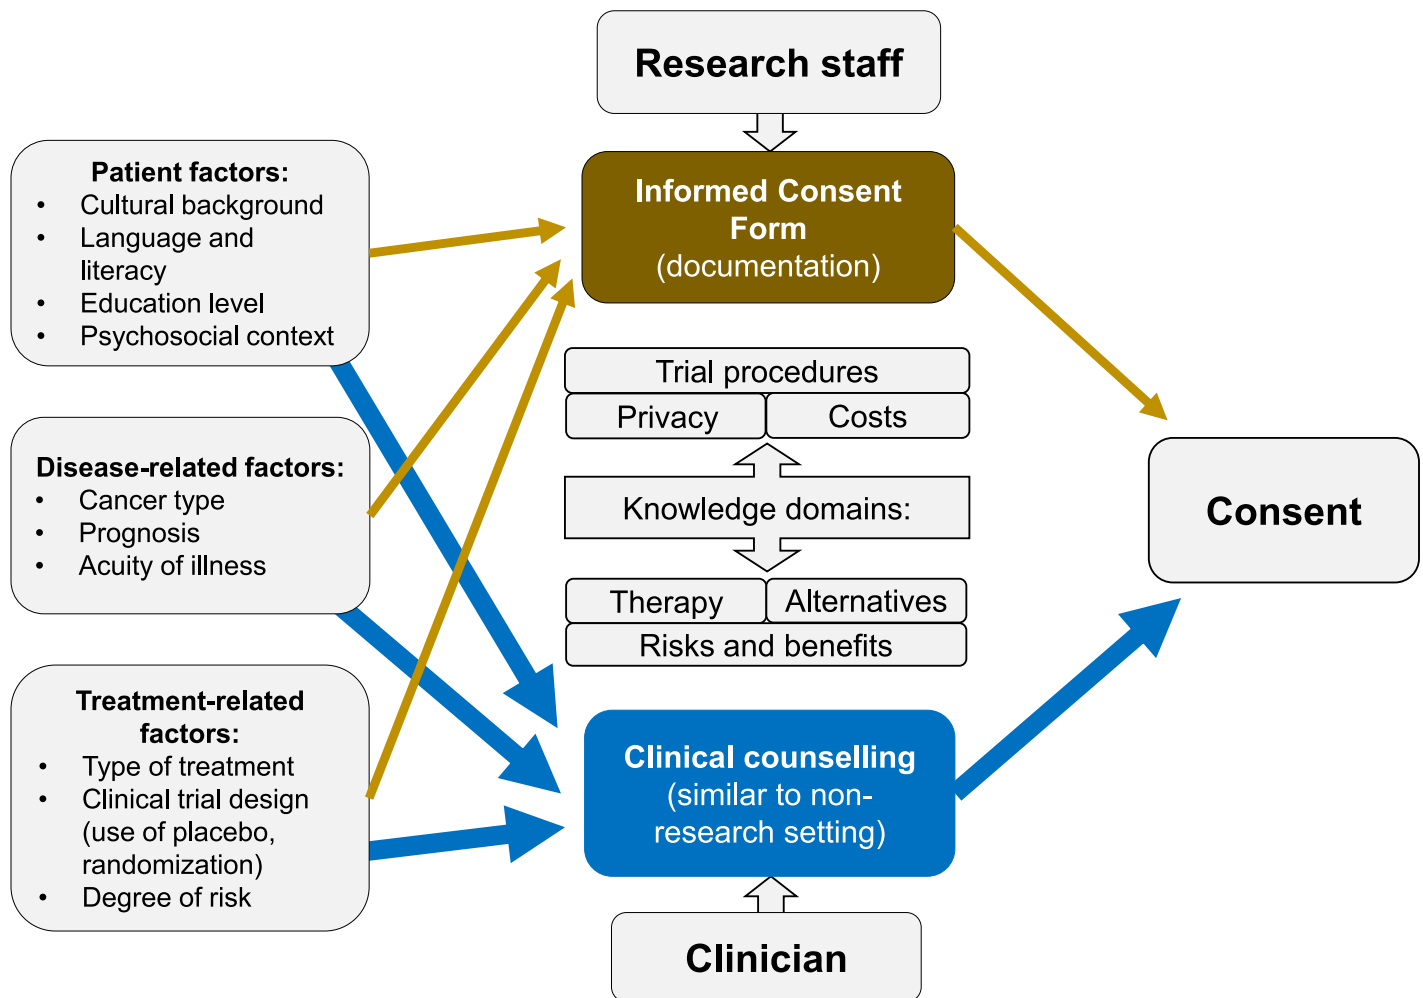 Research staff
Patient factors:
• Cultural background
• Language and
literacy
• Education level
• Psychosocial context
Informed Consent
Form
(documentation)
Trial procedures
Privacy
Costs
Disease-related factors:
• Cancer type
• Prognosis
• Acuity of illness
Knowledge domains:
Consent
Therapy
Alternatives
Risks and benefits
Treatment-related
factors:
• Type of treatment
• Clinical trial design
(use of placebo,
randomization)
• Degree of risk
Clinical counselling
(similar to non-
research setting)
Clinician